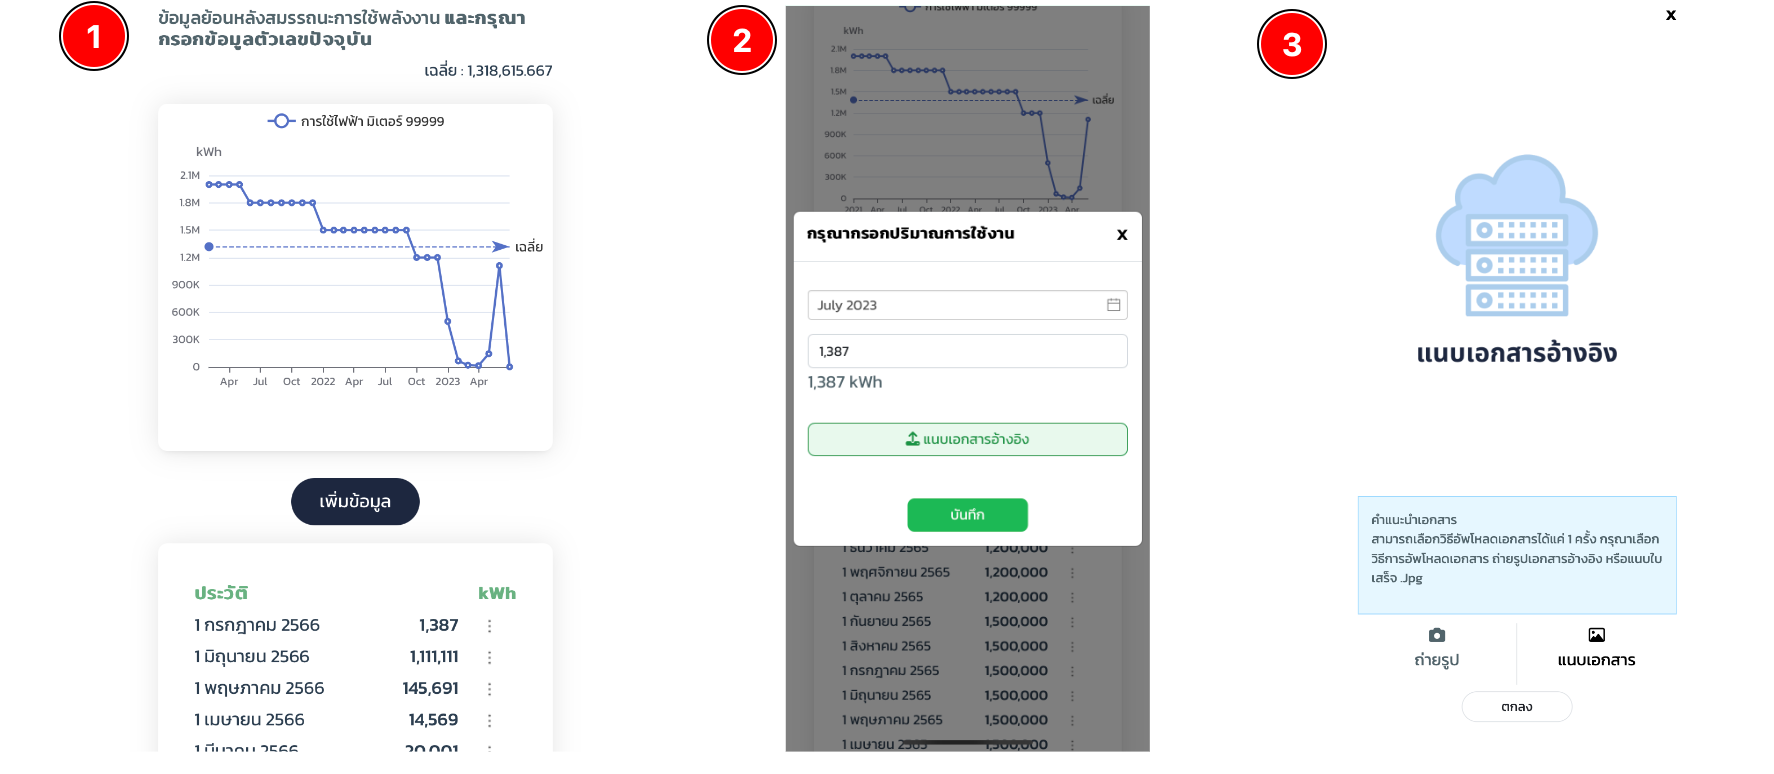 1
ข้อมูลย้อนหลังสมรรถนะการใช้พลังงาน และกรุณา
กรอกข้อมูลตัวเลขปัจจุบัน
เฉลี่ย : 1,318,615.667
การใช้ไฟฟ้า มิเตอร์ 99999
kWh
2.1M
1.8M
1.5M
เฉลี่ย
1.2M
900K
600K
300K
0
Apr Jul Oct 2022 Apr Jul Oct 2023 Apr
เพิ่มข้อมูล
ประวัติ kWh
1 กรกฎาคม 2566 1,387
1 มิถุนายน 2566 1,111,111
1 พฤษภาคม 2566 145,691
1 เมษายน 2566 14,569
1 มีนาคม 2566 20,001
2
การใช้ไฟฟ้า มิเตอร์ 99999
kWh
2.1M
1.8M
1.5M
เฉลี่ย
1.2M
900K
600K
300K
0
2021 Apr Jul Oct 2022 Apr Jul Oct 2023 Apr
กรุณากรอกปริมาณการใช้งาน X
July 2023
1,387
1,387 kWh
แนบเอกสารอ้างอิง
บันทึก
1 ธันวาคม 2565 1,200,000
1 พฤศจิกายน 2565 1,200,000
1 ตุลาคม 2565 1,200,000
1 กันยายน 2565 1,500,000
1 สิงหาคม 2565 1,500,000
1 กรกฎาคม 2565 1,500,000
1 มิถุนายน 2565 1,500,000
1 พฤษภาคม 2565 1,500,000
1 เมษายน 2565 1,500,000
3
X
แนบเอกสารอ้างอิง
คำแนะนำเอกสาร
สามารถเลือกวิธีอัพโหลดเอกสารได้แค่ 1 ครั้ง กรุณาเลือก
วิธีการอัพโหลดเอกสาร ถ่ายรูปเอกสารอ้างอิง หรือแนบใบ
เสร็จ .Jpg
ถ่ายรูป แนบเอกสาร
ตกลง